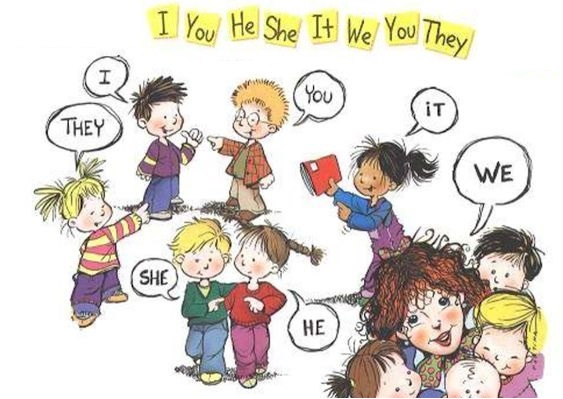 I You He She It We You They
I
YOU
THEY
iT
WE
SHE
HE